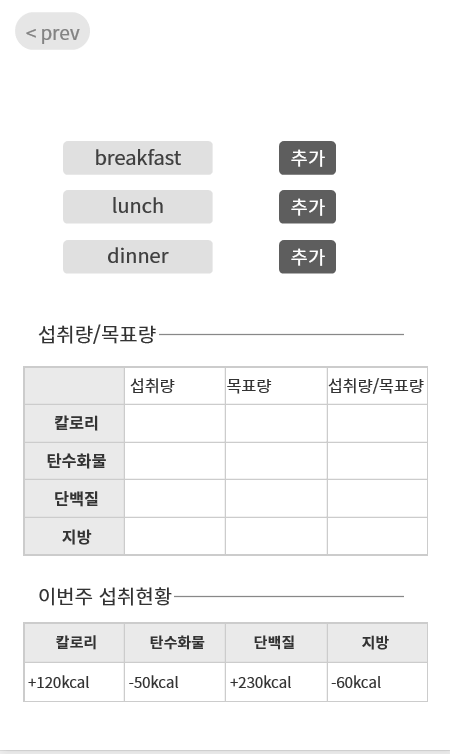 < prev
breakfast 추가
lunch 추가
dinner 추가
섭취량/목표량
섭취량 목표량 섭취량/목표량
칼로리
탄수화물
단백질
지방
이번주 섭취현황
칼로리 탄수화물 단백질 지방
+120kcal -50kcal +230kcal -60kcal